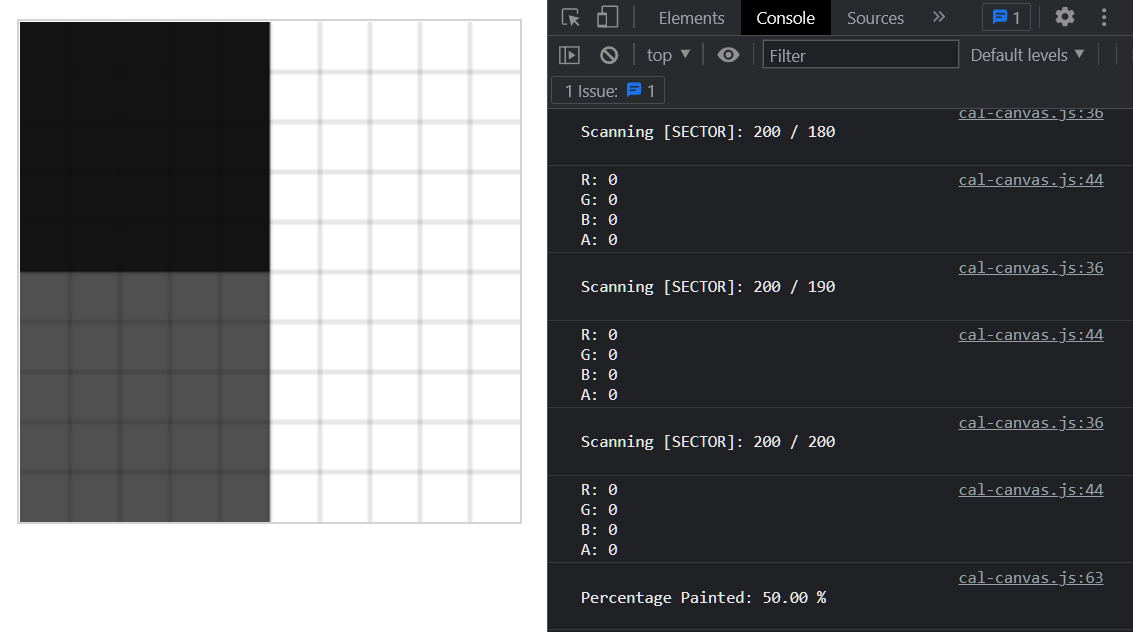 Elements Console Sources 1
top Filter Default levels
1 Issue: 1
cal-canvas.js:36
Scanning [SECTOR]: 200 / 180
R: 0 cal-canvas.js:44
G: 0
B: 0
A: 0
cal-canvas.js:36
Scanning [SECTOR]: 200 / 190
R: 0 cal-canvas.js:44
G: 0
B: 0
A: 0
cal-canvas.js:36
Scanning [SECTOR]: 200 / 200
R: 0 cal-canvas.js:44
G: 0
B: 0
A: 0
cal-canvas.js:63
Percentage Painted: 50.00 %